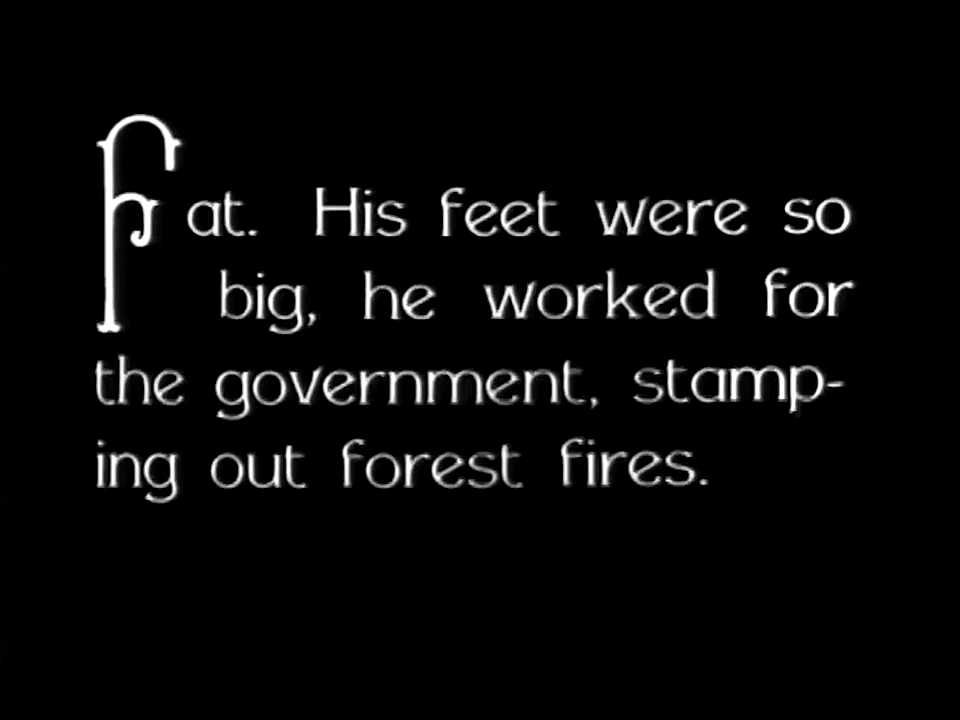 Fat. His feet were so
big, he worked for
the government, stamp-
ing out forest fires.